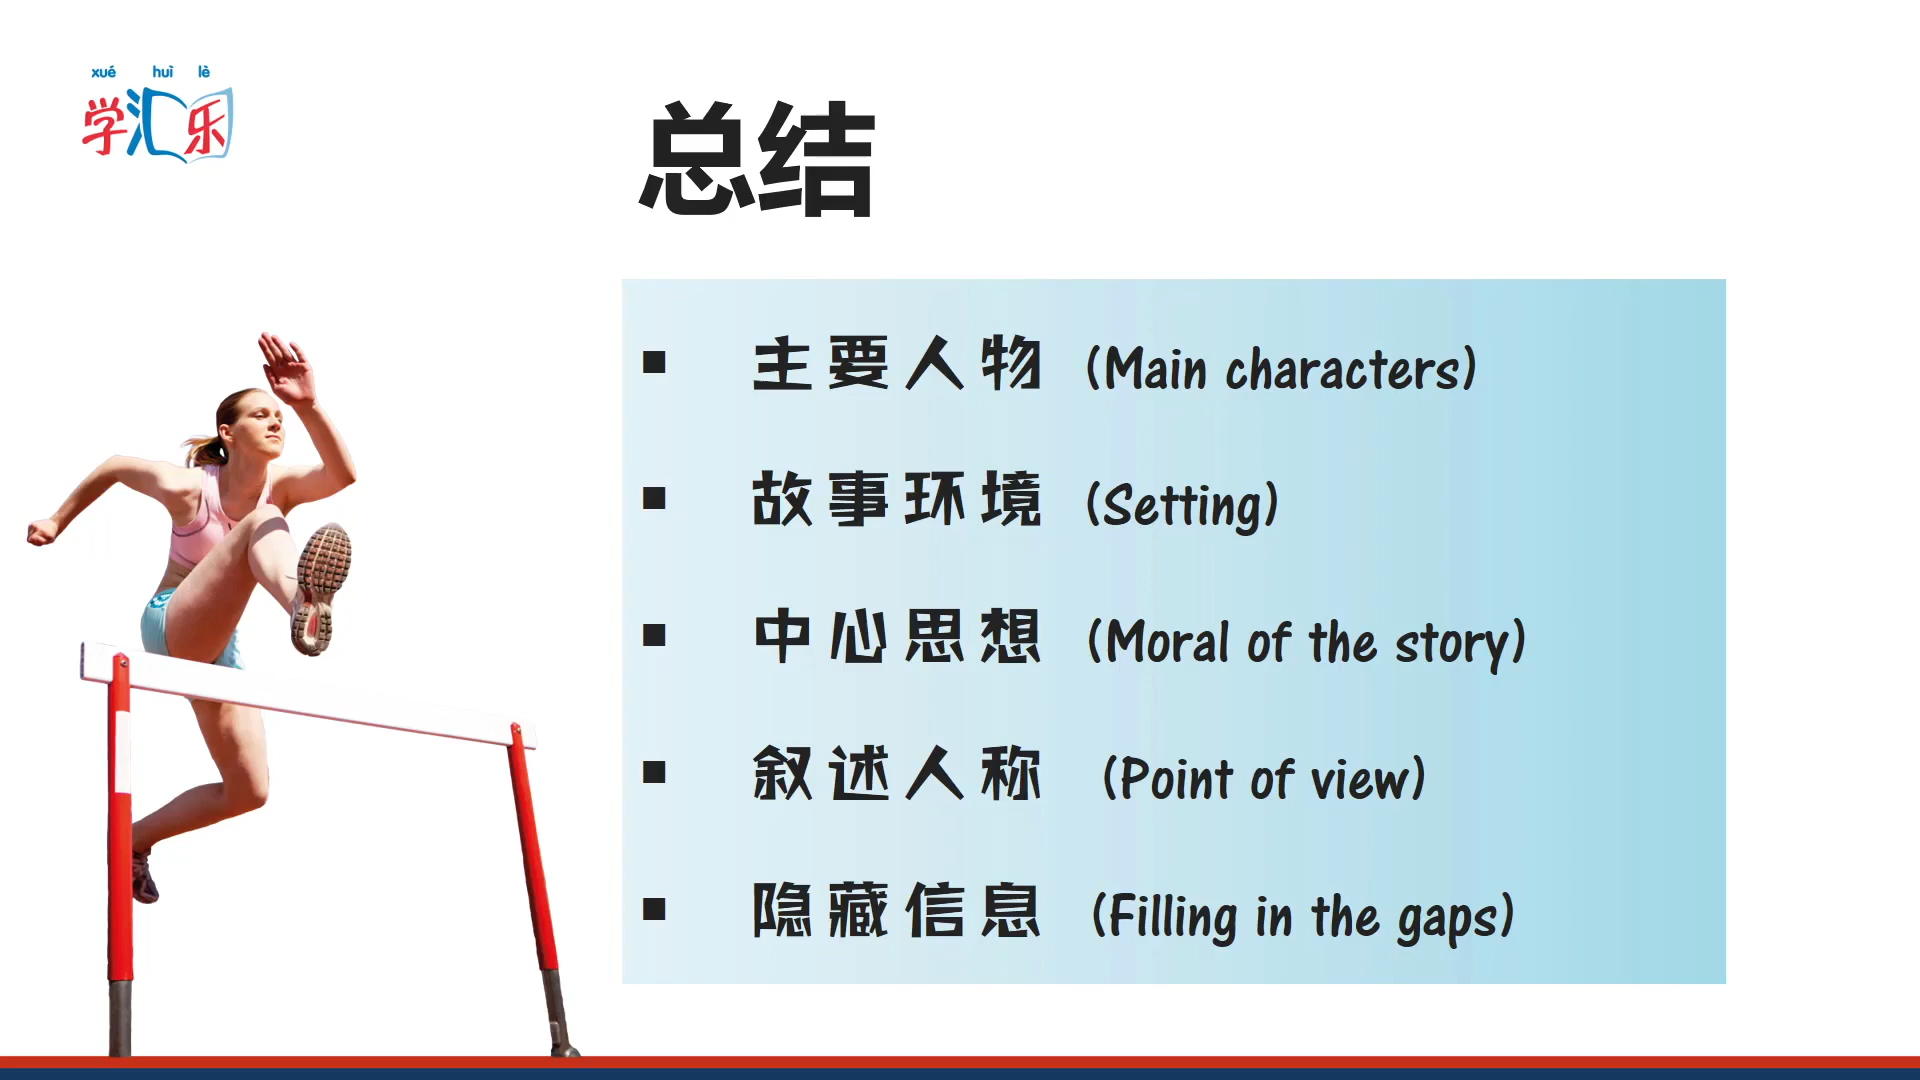 xué huì lè
学汇乐
总结
▪ 主要人物 (Main characters)
▪ 故事环境 (Setting)
▪ 中心思想 (Moral of the story)
▪ 叙述人称 (Point of view)
▪ 隐藏信息 (Filling in the gaps)